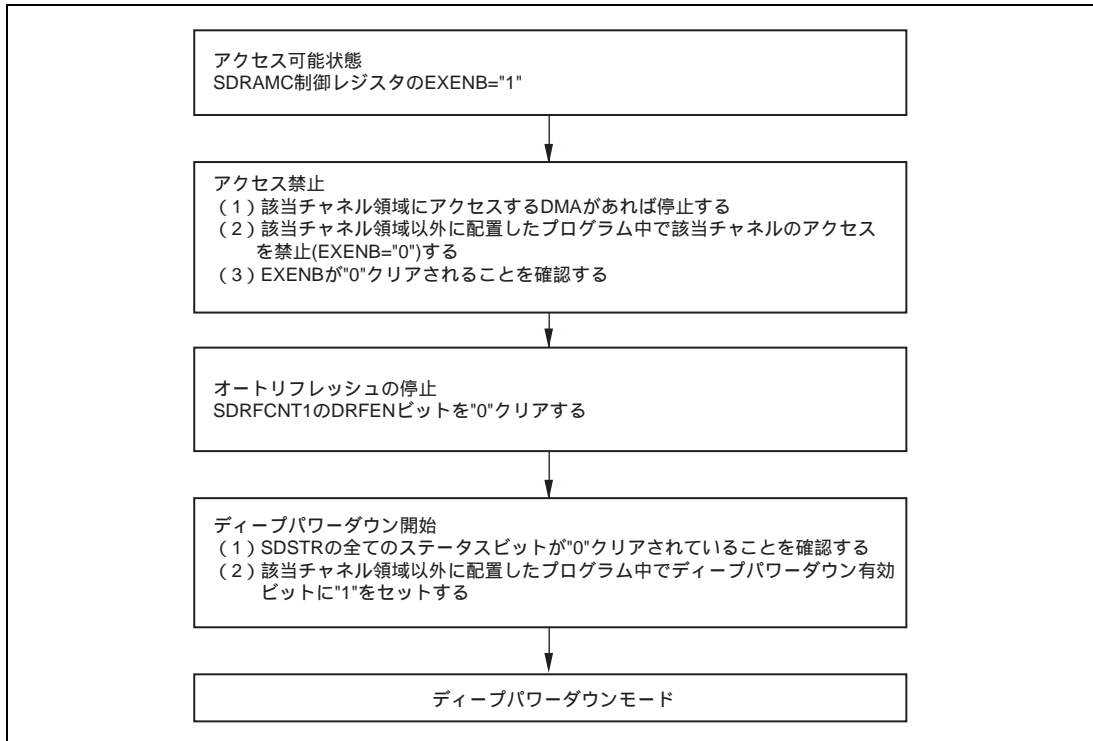 アクセス可能状態
SDRAMC制御レジスタのEXENB="1"
アクセス禁止
（1）該当チャネル領域にアクセスするDMAがあれば停止する
（2）該当チャネル領域以外に配置したプログラム中で該当チャネルのアクセス
を禁止(EXENB="0")する
（3）EXENBが"0"クリアされることを確認する
オートリフレッシュの停止
SDRFCNT1のDRFENビットを"0"クリアする
ディープパワーダウン開始
（1）SDSTRの全てのステータスビットが"0"クリアされていることを確認する
（2）該当チャネル領域以外に配置したプログラム中でディープパワーダウン有効
ビットに"1"をセットする
ディープパワーダウンモード